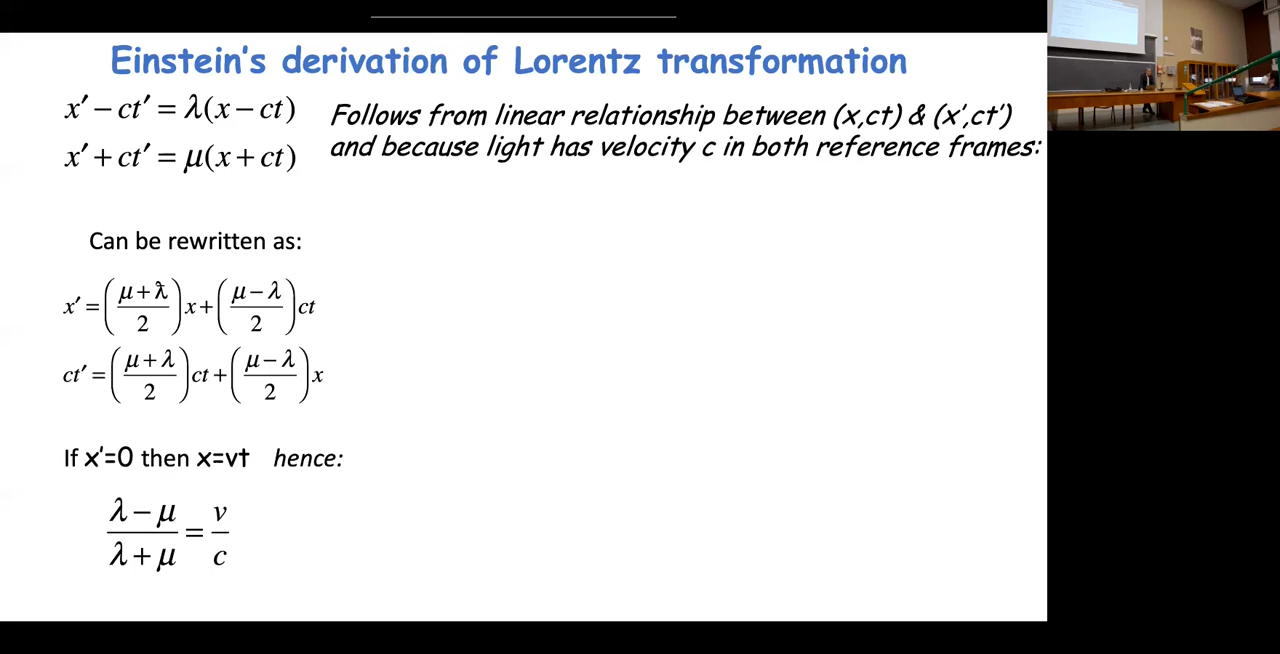 Einstein's derivation of Lorentz transformation
x′ − ct′ = λ(x − ct)
x′ + ct′ = μ(x + ct)
Follows from linear relationship between (x,ct) & (x′,ct′)
and because light has velocity c in both reference frames:
Can be rewritten as:
x′ = ((μ + λ)/2) x + ((μ − λ)/2) ct
ct′ = ((μ + λ)/2) ct + ((μ − λ)/2) x
If x′=0 then x=vt hence:
(λ − μ)/(λ + μ) = v/c